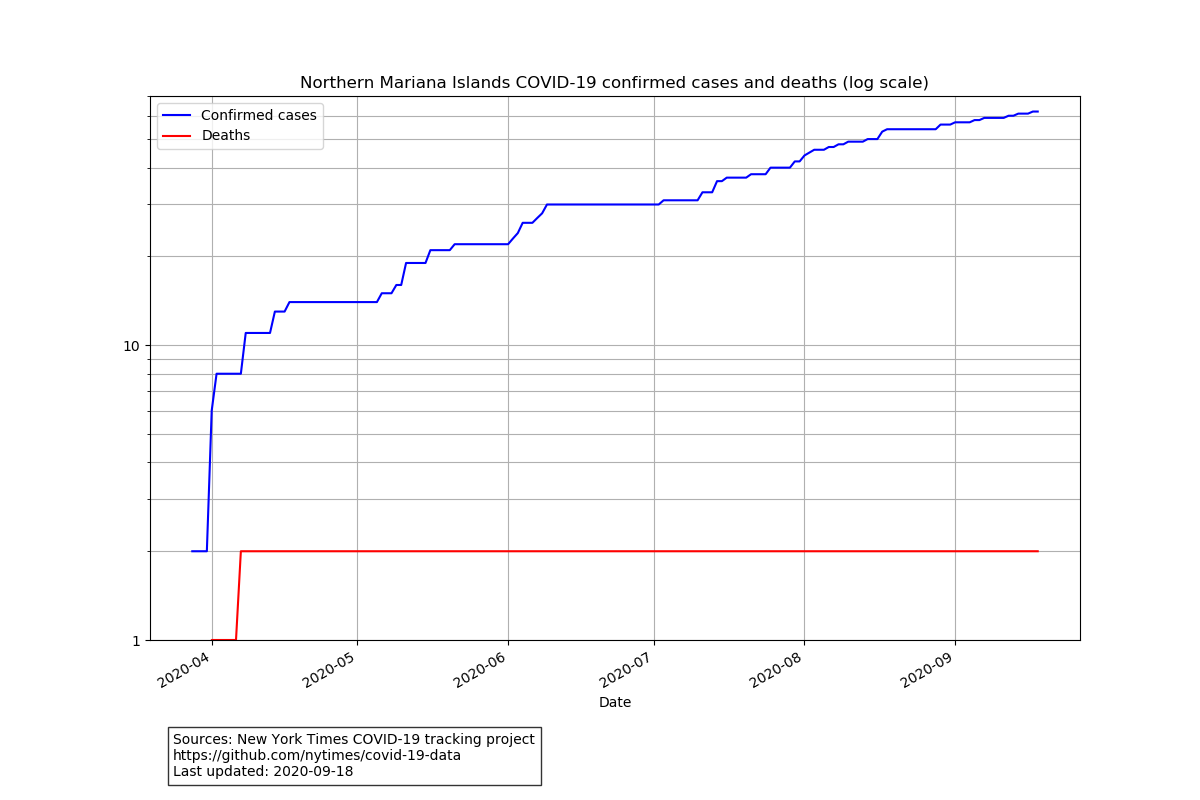 Northern Mariana Islands COVID-19 confirmed cases and deaths (log scale)
Confirmed cases
Deaths
10
1
2020-04
2020-05
2020-06
2020-07
2020-08
2020-09
Date
Sources: New York Times COVID-19 tracking project
https://github.com/nytimes/covid-19-data
Last updated: 2020-09-18